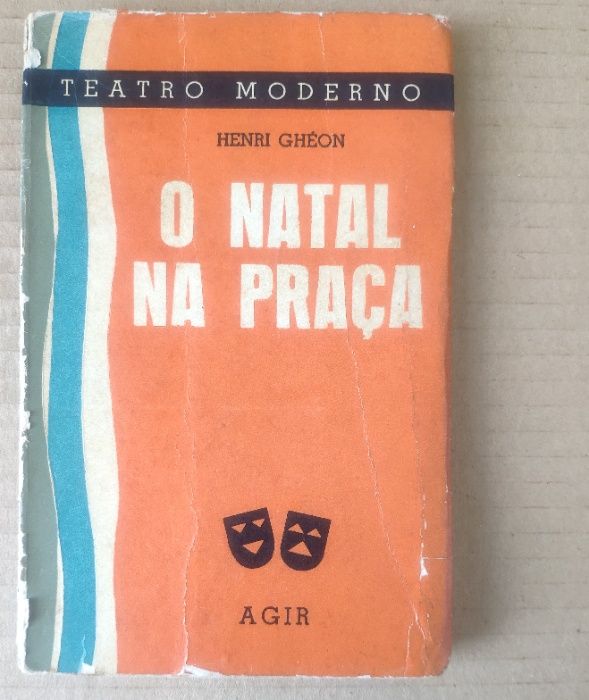 TEATRO MODERNO
HENRI GHÉON
O NATAL
NA PRAÇA
AGIR